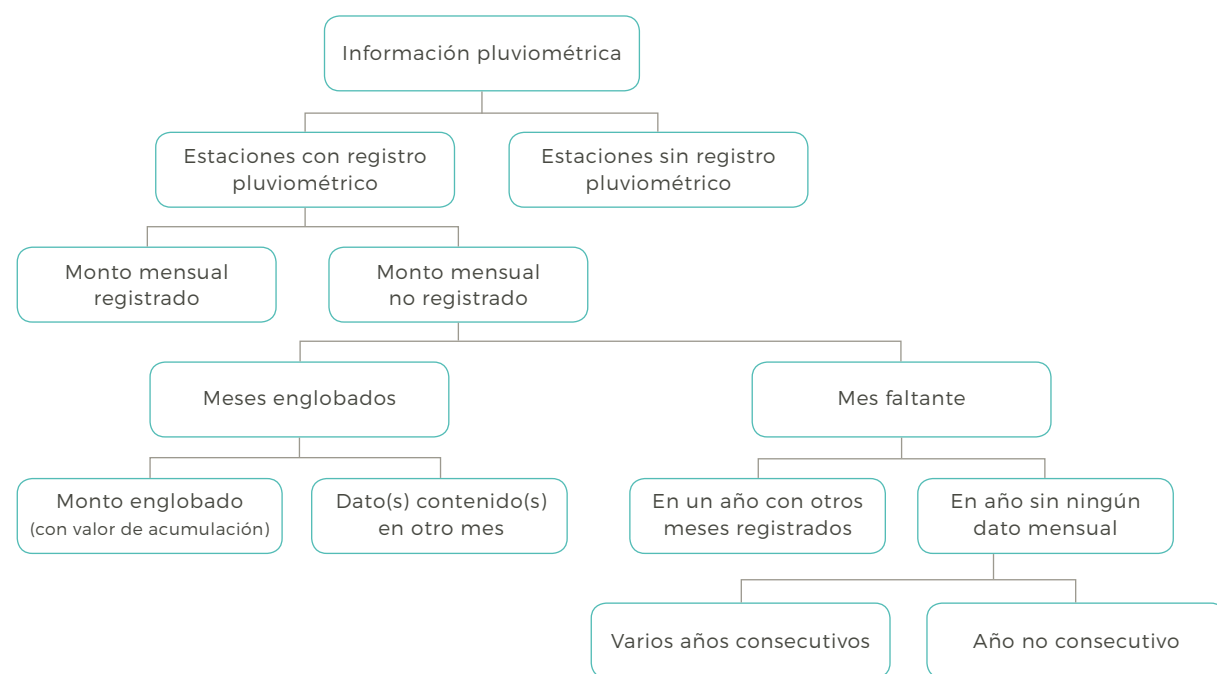 Información pluviométrica
Estaciones con registro
pluviométrico
Estaciones sin registro
pluviométrico
Monto mensual
registrado
Monto mensual
no registrado
Meses englobados
Mes faltante
Monto englobado
(con valor de acumulación)
Dato(s) contenido(s)
en otro mes
En un año con otros
meses registrados
En año sin ningún
dato mensual
Varios años consecutivos
Año no consecutivo